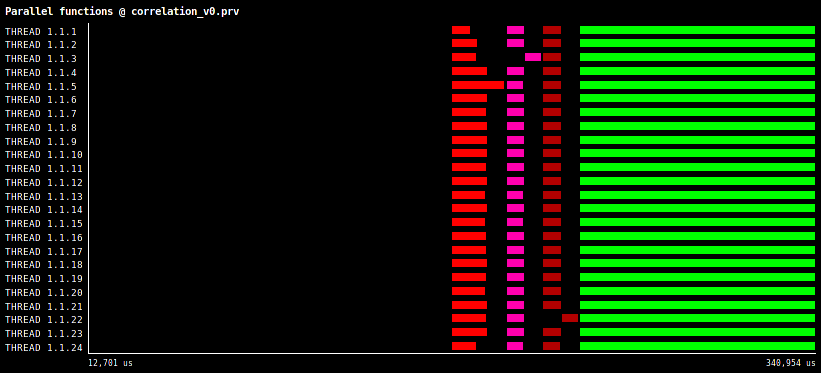 Parallel functions @ correlation_v0.prv
THREAD 1.1.1
THREAD 1.1.2
THREAD 1.1.3
THREAD 1.1.4
THREAD 1.1.5
THREAD 1.1.6
THREAD 1.1.7
THREAD 1.1.8
THREAD 1.1.9
THREAD 1.1.10
THREAD 1.1.11
THREAD 1.1.12
THREAD 1.1.13
THREAD 1.1.14
THREAD 1.1.15
THREAD 1.1.16
THREAD 1.1.17
THREAD 1.1.18
THREAD 1.1.19
THREAD 1.1.20
THREAD 1.1.21
THREAD 1.1.22
THREAD 1.1.23
THREAD 1.1.24
12,701 us 340,954 us